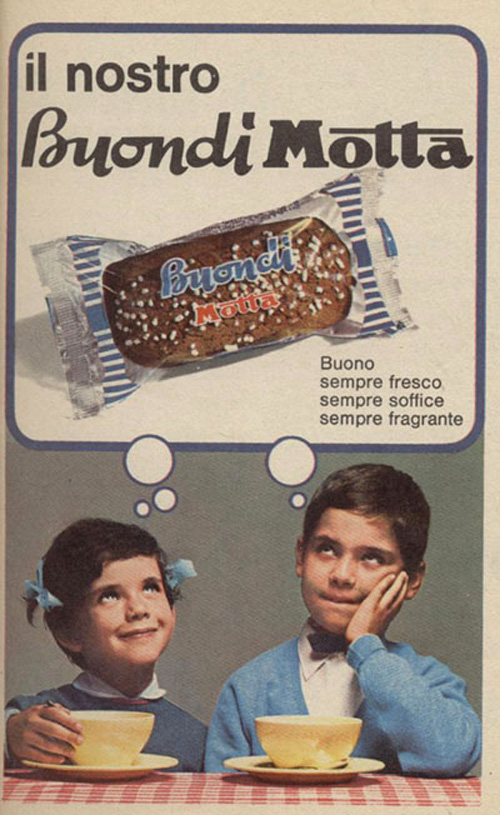 il nostro
Buondi Motta
Buondi
Motta
Buono
sempre fresco,
sempre soffice
sempre fragrante